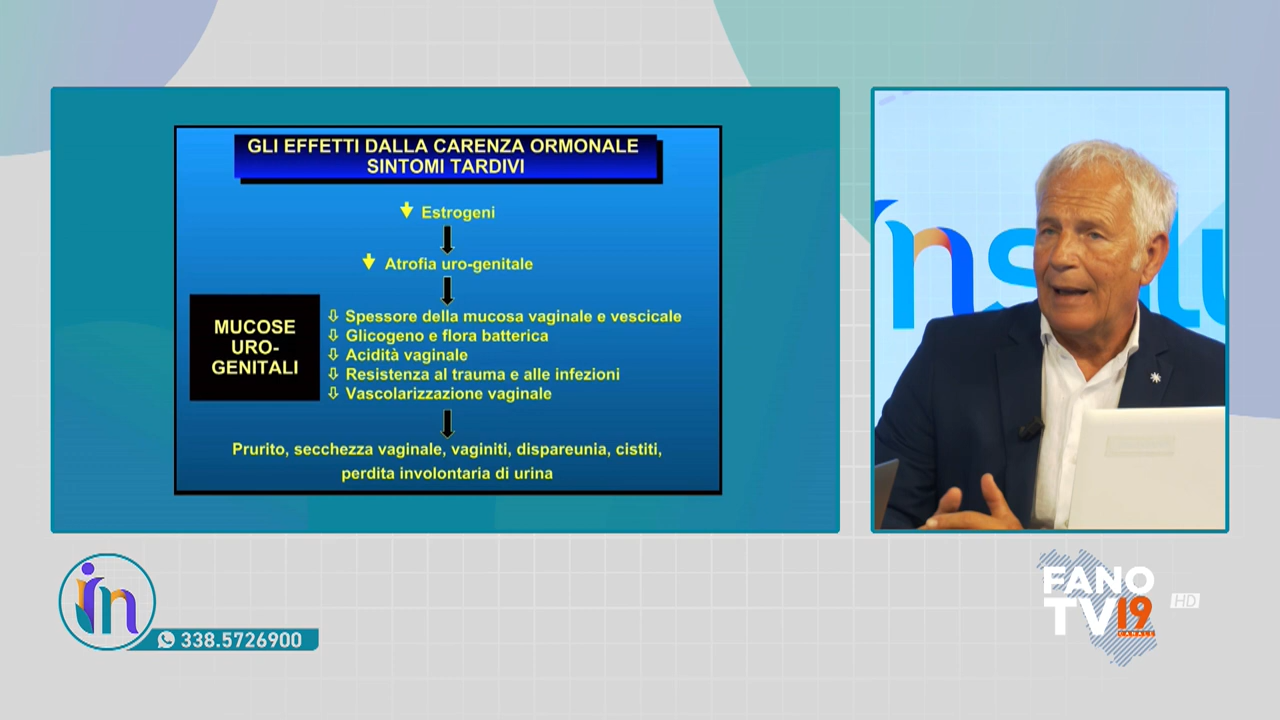 GLI EFFETTI DALLA CARENZA ORMONALE
SINTOMI TARDIVI
Estrogeni
Atrofia uro-genitale
MUCOSE
URO-
GENITALI
Spessore della mucosa vaginale e vescicale
Glicogeno e flora batterica
Acidità vaginale
Resistenza al trauma e alle infezioni
Vascolarizzazione vaginale
Prurito, secchezza vaginale, vaginiti, dispareunia, cistiti,
perdita involontaria di urina
in
338.5726900
FANO
TV19
CANALE
HD